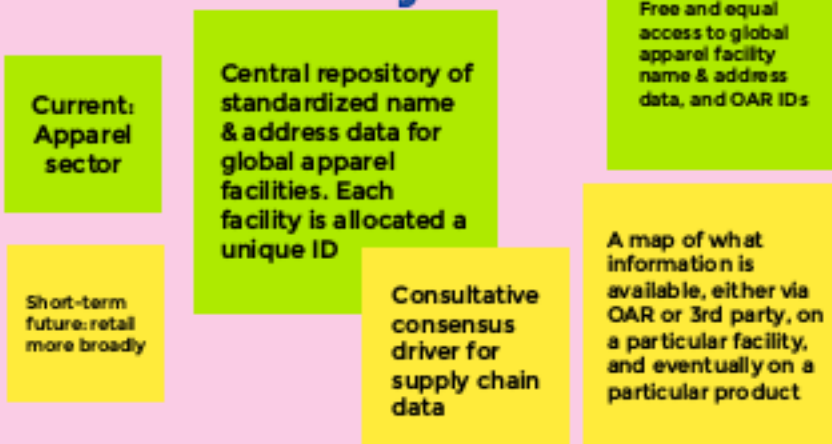 Current:
Apparel
sector
Central repository of
standardized name
& address data for
global apparel
facilities. Each
facility is allocated a
unique ID
Free and equal
access to global
apparel facility
name & address
data, and OAR IDs
Short-term
future: retail
more broadly
Consultative
consensus
driver for
supply chain
data
A map of what
information is
available, either via
OAR or 3rd party, on
a particular facility,
and eventually on a
particular product